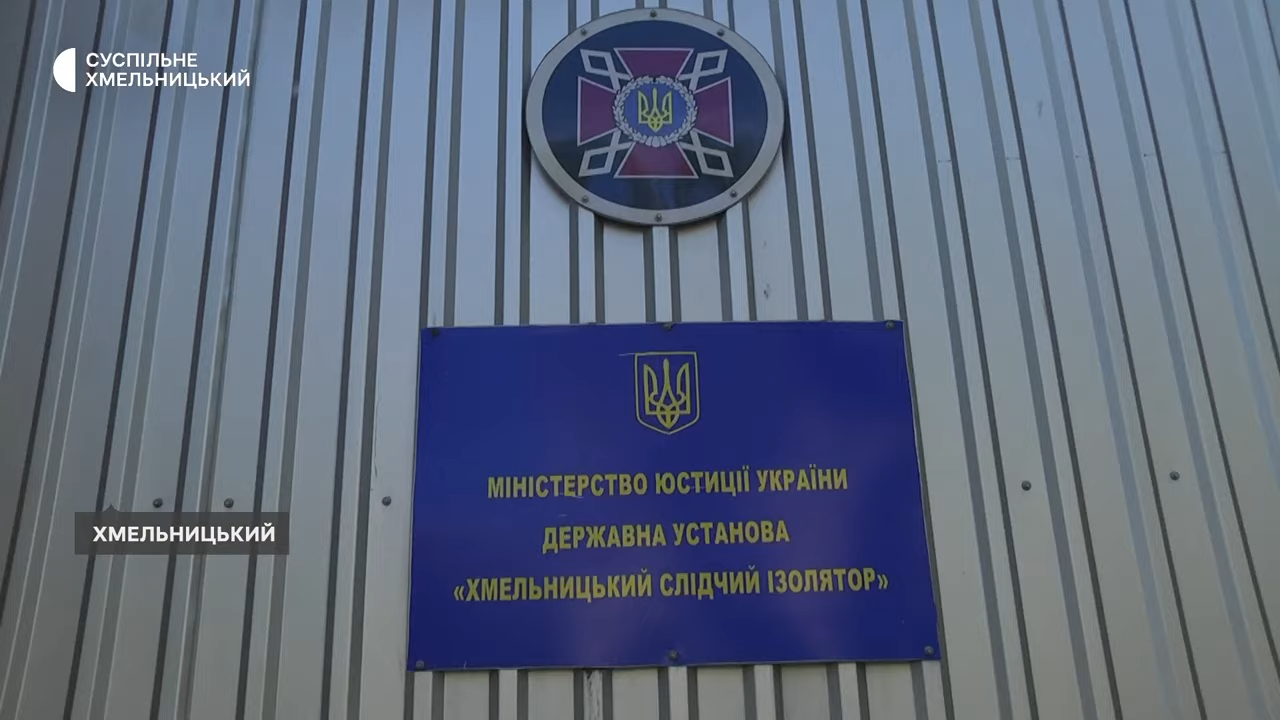 СУСПІЛЬНЕ
ХМЕЛЬНИЦЬКИЙ
МІНІСТЕРСТВО ЮСТИЦІЇ УКРАЇНИ
ДЕРЖАВНА УСТАНОВА
«ХМЕЛЬНИЦЬКИЙ СЛІДЧИЙ ІЗОЛЯТОР»
ХМЕЛЬНИЦЬКИЙ